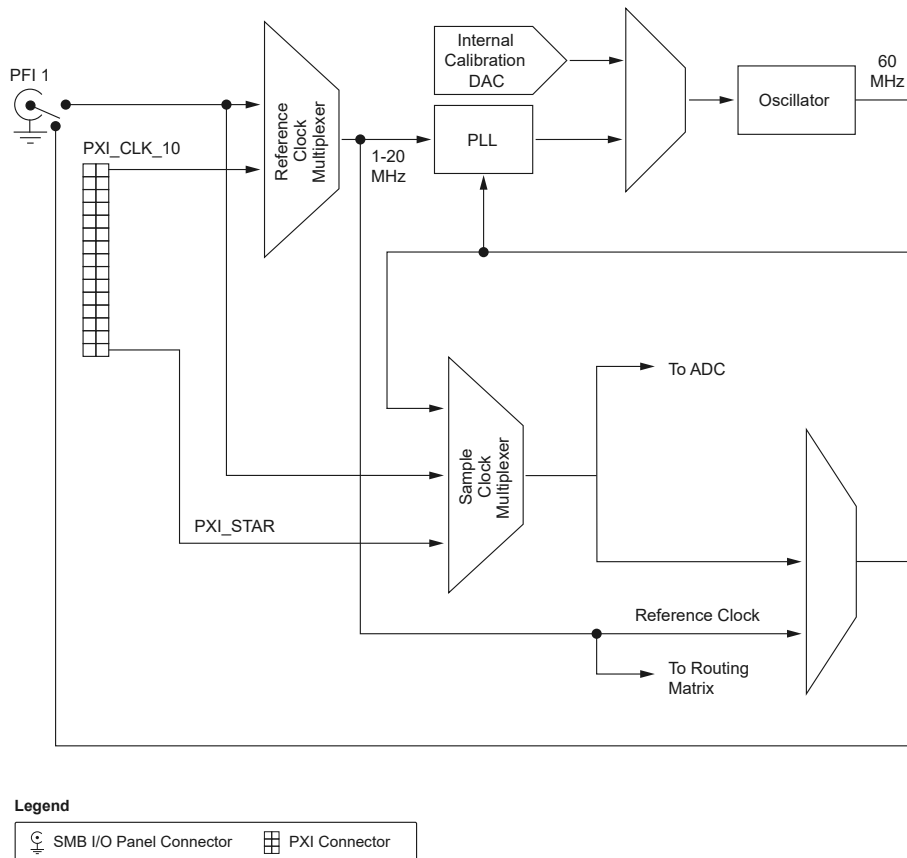 PFI 1
PXI_CLK_10
Reference
Clock
Multiplexer
1-20
MHz
Internal
Calibration
DAC
PLL
Oscillator
60
MHz
Sample
Clock
Multiplexer
To ADC
PXI_STAR
Reference Clock
To Routing
Matrix
Legend
SMB I/O Panel Connector
PXI Connector